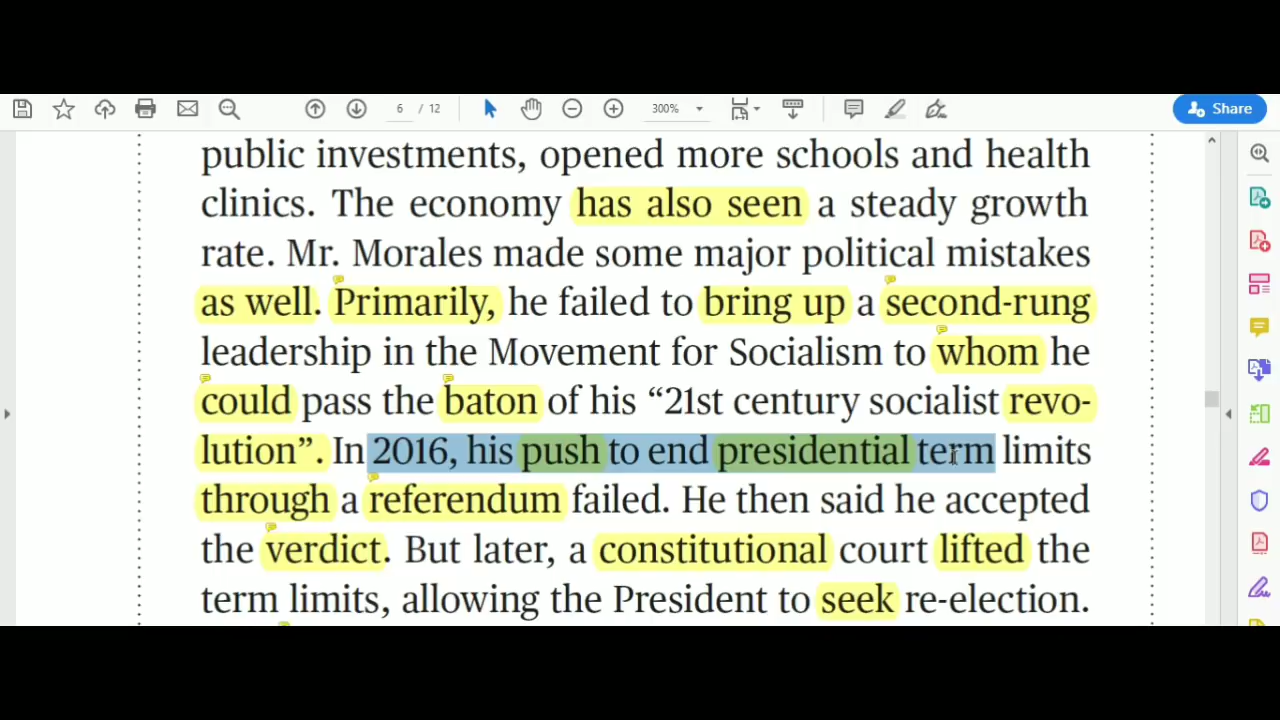 6 / 12
300%
Share
public investments, opened more schools and health
clinics. The economy has also seen a steady growth
rate. Mr. Morales made some major political mistakes
as well. Primarily, he failed to bring up a second-rung
leadership in the Movement for Socialism to whom he
could pass the baton of his “21st century socialist revo-
lution”. In 2016, his push to end presidential term limits
through a referendum failed. He then said he accepted
the verdict. But later, a constitutional court lifted the
term limits, allowing the President to seek re-election.